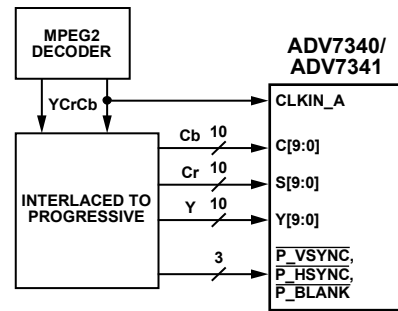 MPEG2
DECODER
ADV7340/
ADV7341
YCrCb
CLKIN_A
Cb 10
C[9:0]
Cr 10
S[9:0]
INTERLACED TO
PROGRESSIVE
Y 10
Y[9:0]
3
P_VSYNC,
P_HSYNC,
P_BLANK